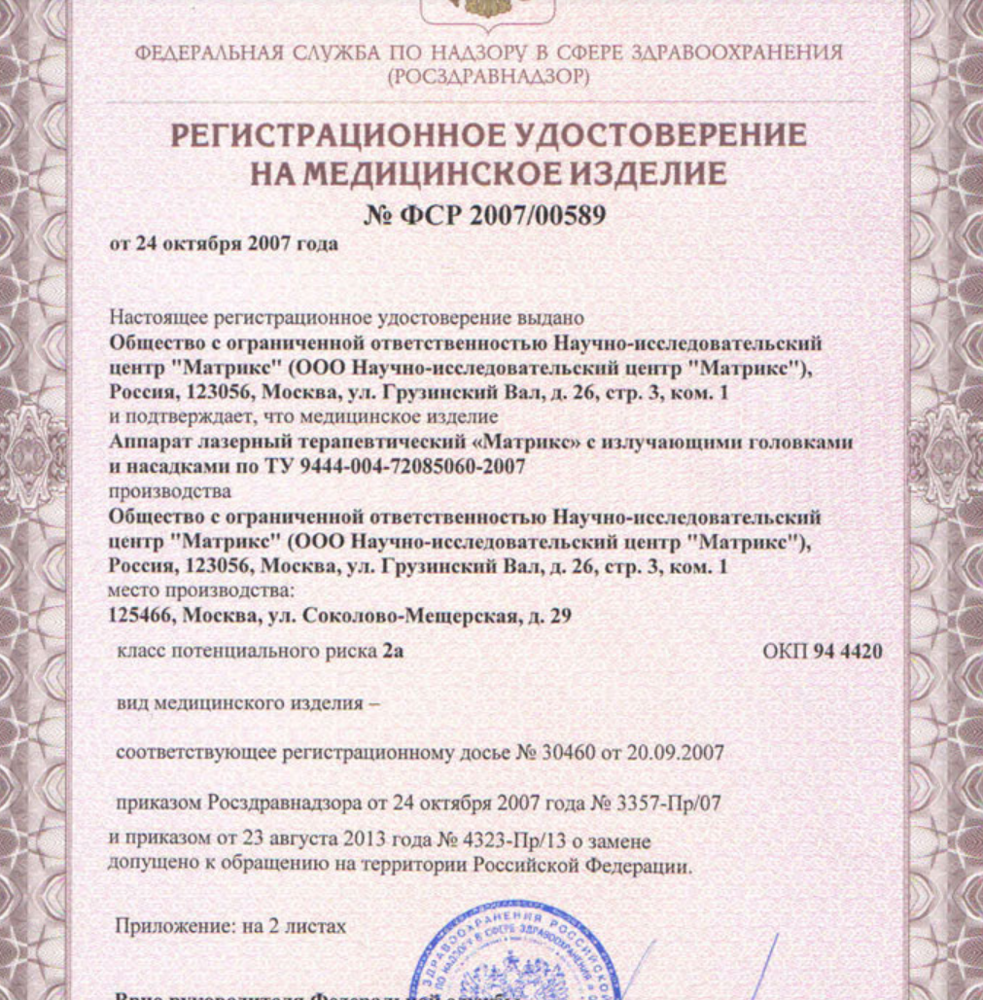 ФЕДЕРАЛЬНАЯ СЛУЖБА ПО НАДЗОРУ В СФЕРЕ ЗДРАВООХРАНЕНИЯ
(РОСЗДРАВНАДЗОР)
РЕГИСТРАЦИОННОЕ УДОСТОВЕРЕНИЕ
НА МЕДИЦИНСКОЕ ИЗДЕЛИЕ
№ ФСР 2007/00589
от 24 октября 2007 года
Настоящее регистрационное удостоверение выдано
Общество с ограниченной ответственностью Научно-исследовательский
центр "Матрикс" (ООО Научно-исследовательский центр "Матрикс"),
Россия, 123056, Москва, ул. Грузинский Вал, д. 26, стр. 3, ком. 1
и подтверждает, что медицинское изделие
Аппарат лазерный терапевтический «Матрикс» с излучающими головками
и насадками по ТУ 9444-004-72085060-2007
производства
Общество с ограниченной ответственностью Научно-исследовательский
центр "Матрикс" (ООО Научно-исследовательский центр "Матрикс"),
Россия, 123056, Москва, ул. Грузинский Вал, д. 26, стр. 3, ком. 1
место производства:
125466, Москва, ул. Соколово-Мещерская, д. 29
класс потенциального риска 2а ОКП 94 4420
вид медицинского изделия –
соответствующее регистрационному досье № 30460 от 20.09.2007
приказом Росздравнадзора от 24 октября 2007 года № 3357-Пр/07
и приказом от 23 августа 2013 года № 4323-Пр/13 о замене
допущено к обращению на территории Российской Федерации.
Приложение: на 2 листах
ЗДРАВООХРАНЕНИЯ РОССИЙСКОЙ
ПО НАДЗОРУ В СФЕРЕ ЗДРАВООХРАНЕНИЯ
Врио руководителя Федеральной службы